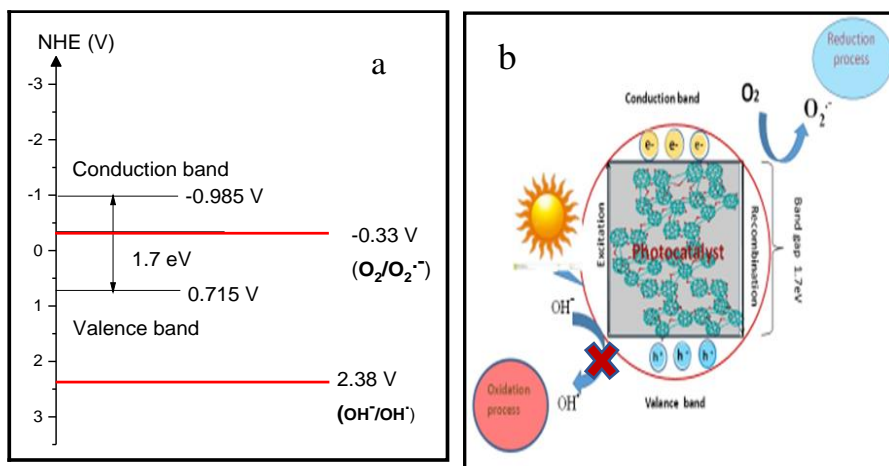 NHE (V)
a
-3
-2
-1
0
1
2
3
Conduction band
-0.985 V
-0.33 V
(O₂/O₂·⁻)
1.7 eV
0.715 V
Valence band
2.38 V
(OH⁻/OH·)
b
Reduction
process
O₂
O₂·⁻
Conduction band
e- e- e-
Excitation
Photocatalyst
Recombination
Band gap 1.7eV
OH⁻
h⁺ h⁺ h⁺
Oxidation
process
OH·
Valance band